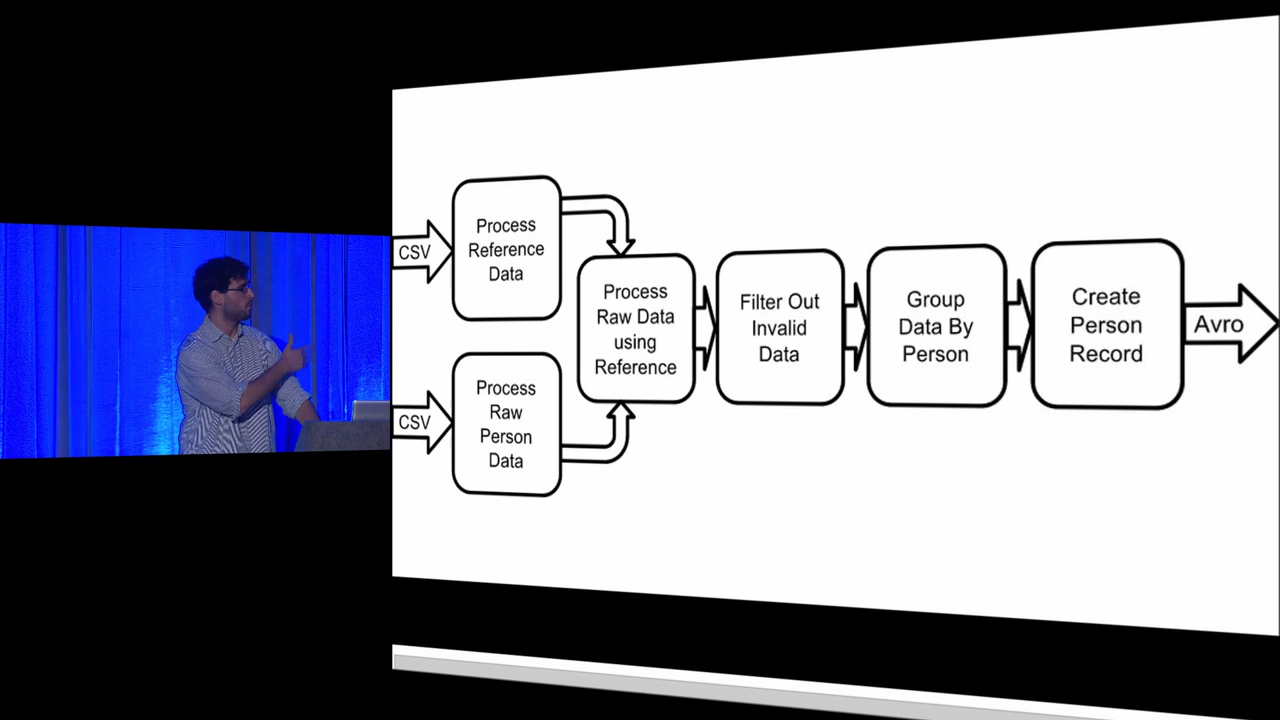 CSV
Process
Reference
Data
CSV
Process
Raw
Person
Data
Process
Raw Data
using
Reference
Filter Out
Invalid
Data
Group
Data By
Person
Create
Person
Record
Avro